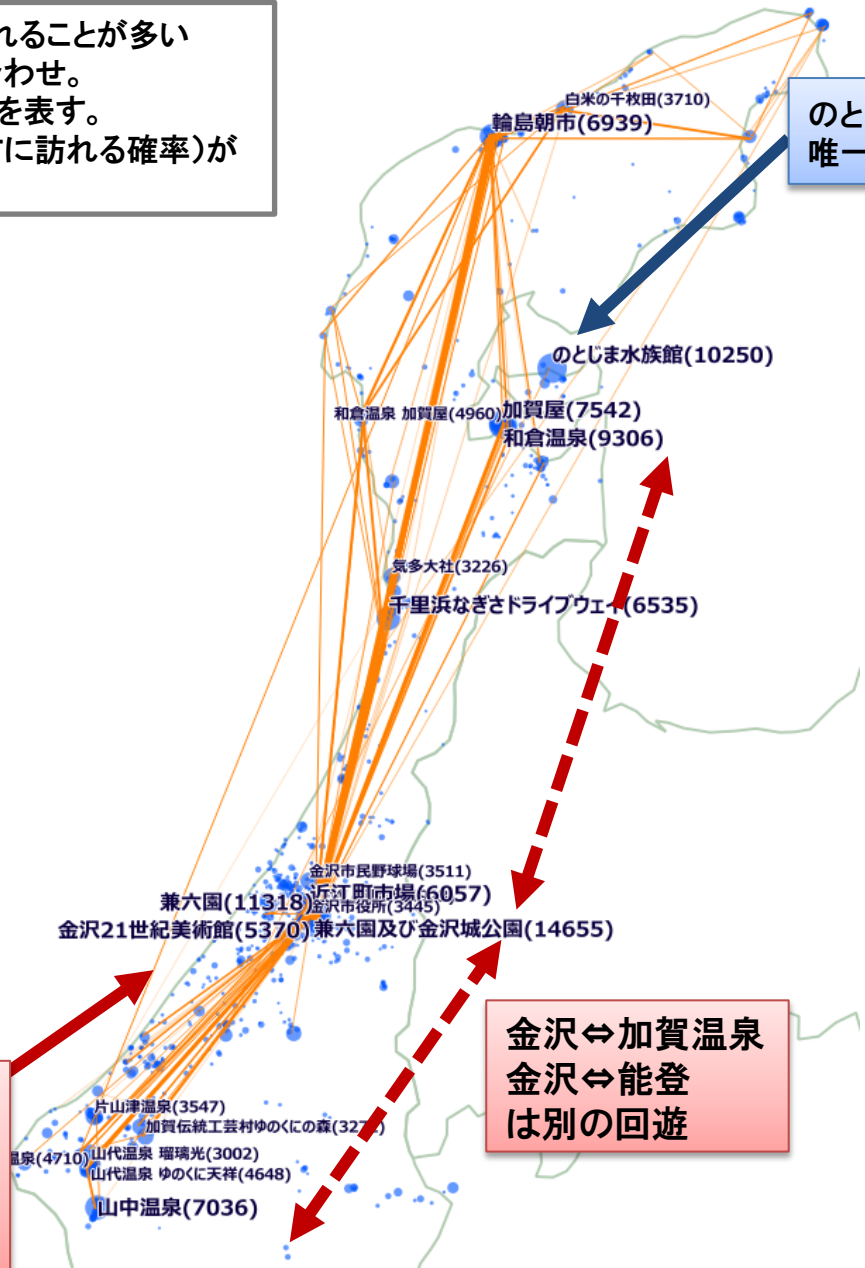 れることが多い
わせ。
を表す。
に訪れる確率)が
白米の千枚田(3710)
輪島朝市(6939)
のと
唯一
のとじま水族館(10250)
和倉温泉 加賀屋(4960)
加賀屋(7542)
和倉温泉(9306)
気多大社(3226)
千里浜なぎさドライブウェイ(6535)
金沢市民野球場(3511)
近江町市場(6057)
兼六園(11318)
金沢市役所(3445)
金沢21世紀美術館(5370)
兼六園及び金沢城公園(14655)
金沢⇔加賀温泉
金沢⇔能登
は別の回遊
片山津温泉(3547)
加賀伝統工芸村ゆのくにの森(327
温泉(4710)
山代温泉 瑠璃光(3002)
山代温泉 ゆのくに天祥(4648)
山中温泉(7036)